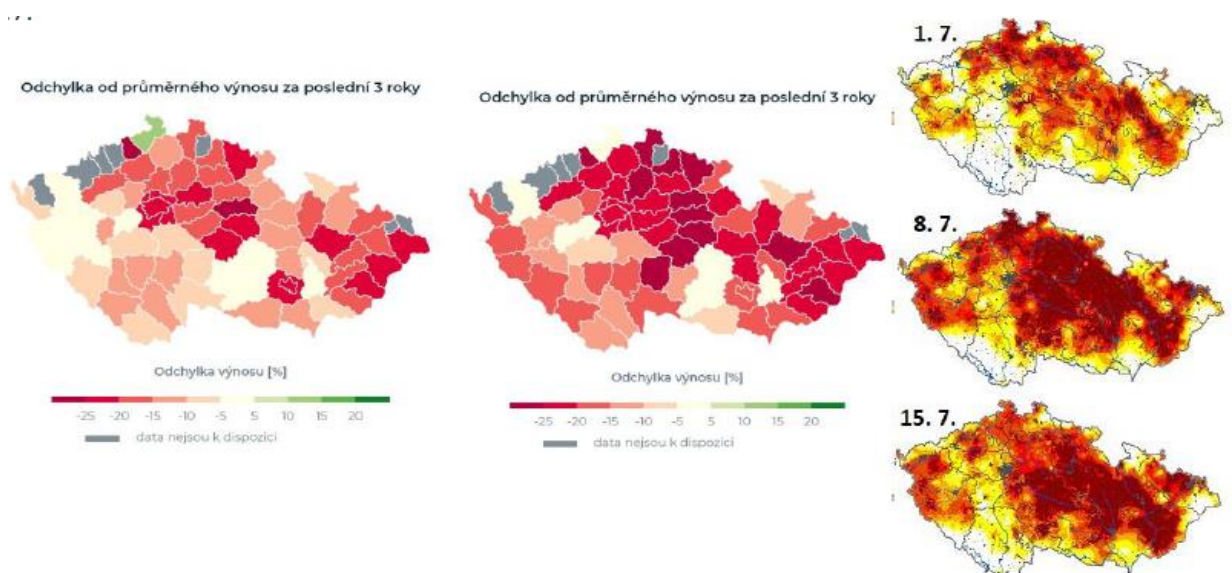 Odchylka od průměrného výnosu za poslední 3 roky
Odchylka výnosu [%]
-25 -20 -15 -10 -5 5 10 15 20
data nejsou k dispozici
Odchylka od průměrného výnosu za poslední 3 roky
Odchylka výnosu [%]
-25 -20 -15 -10 -5 5 10 15 20
data nejsou k dispozici
1. 7.
8. 7.
15. 7.